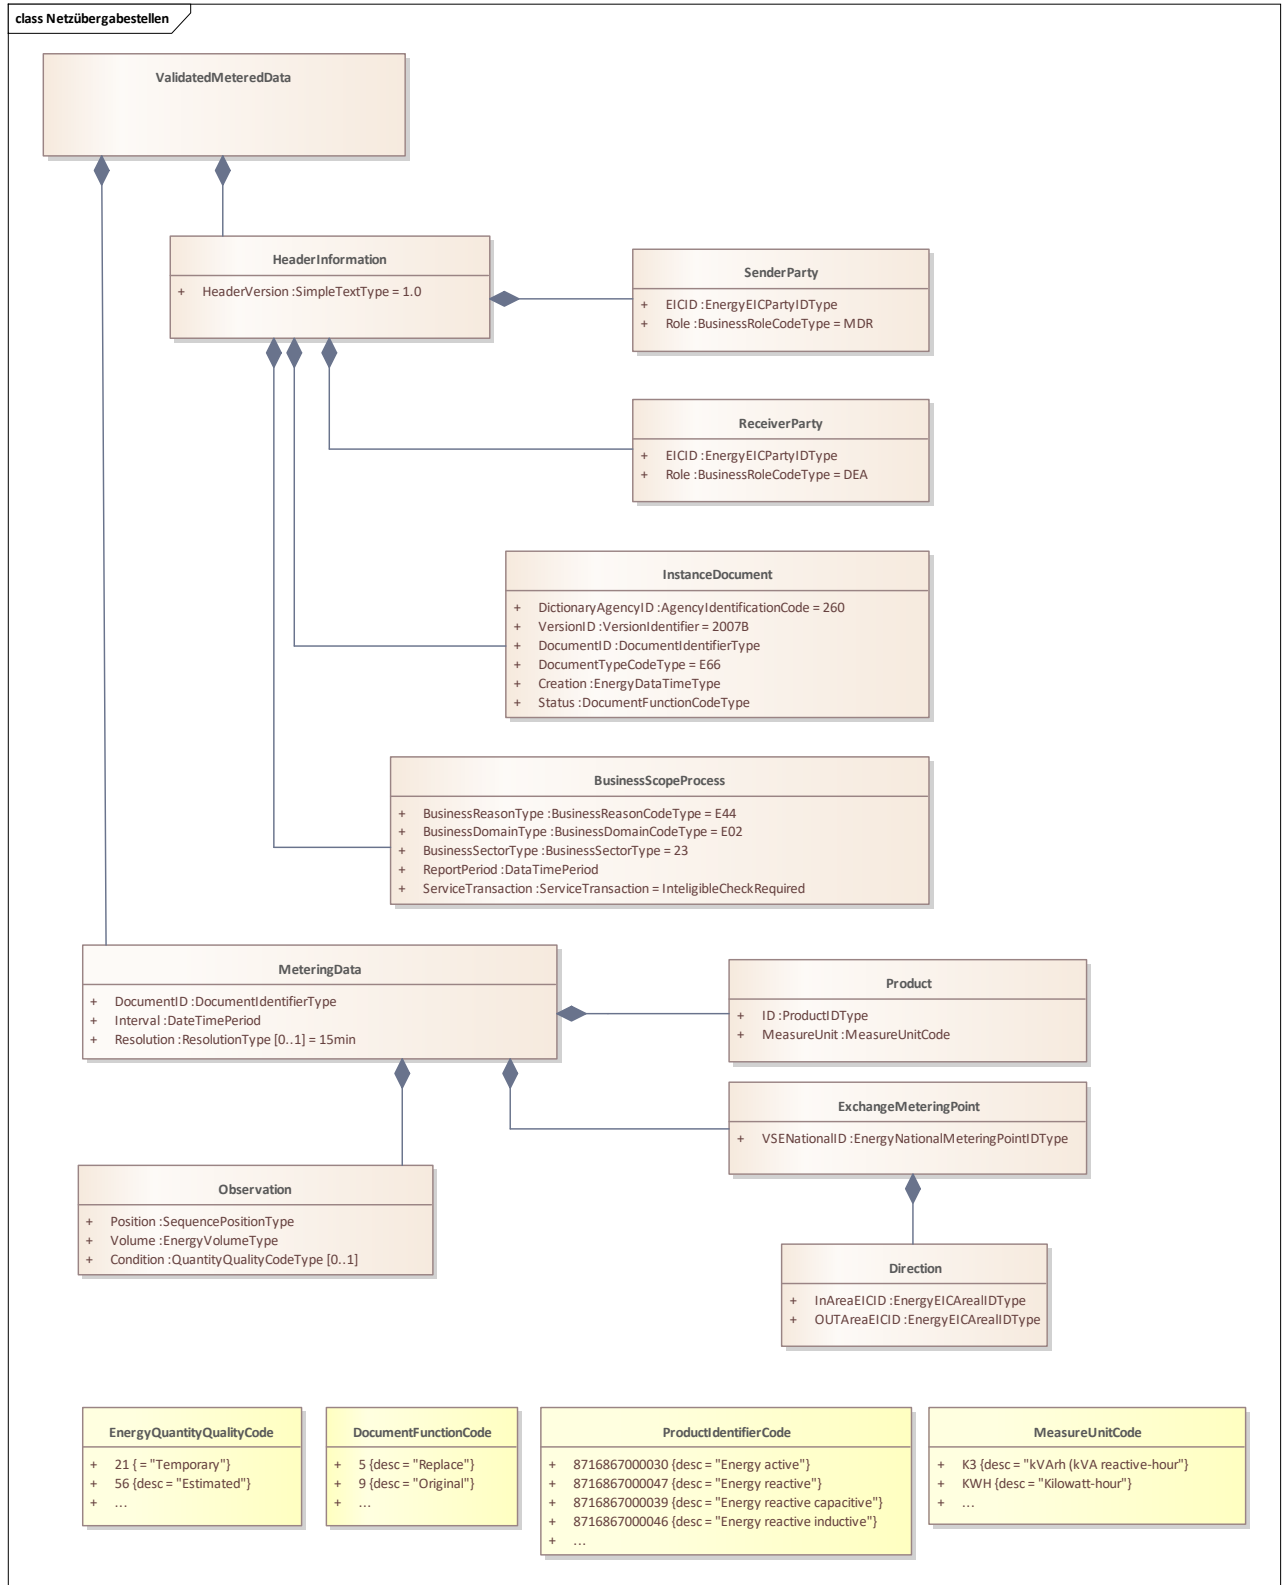 class Netzübergabestellen
ValidatedMeteredData
HeaderInformation
+ HeaderVersion :SimpleTextType = 1.0
SenderParty
+ EICID :EnergyEICPartyIDType
+ Role :BusinessRoleCodeType = MDR
ReceiverParty
+ EICID :EnergyEICPartyIDType
+ Role :BusinessRoleCodeType = DEA
InstanceDocument
+ DictionaryAgencyID :AgencyIdentificationCode = 260
+ VersionID :VersionIdentifier = 2007B
+ DocumentID :DocumentIdentifierType
+ DocumentTypeCodeType = E66
+ Creation :EnergyDataTimeType
+ Status :DocumentFunctionCodeType
BusinessScopeProcess
+ BusinessReasonType :BusinessReasonCodeType = E44
+ BusinessDomainType :BusinessDomainCodeType = E02
+ BusinessSectorType :BusinessSectorType = 23
+ ReportPeriod :DataTimePeriod
+ ServiceTransaction :ServiceTransaction = InteligibleCheckRequired
MeteringData
+ DocumentID :DocumentIdentifierType
+ Interval :DateTimePeriod
+ Resolution :ResolutionType [0..1] = 15min
Product
+ ID :ProductIDType
+ MeasureUnit :MeasureUnitCode
ExchangeMeteringPoint
+ VSENationalID :EnergyNationalMeteringPointIDType
Observation
+ Position :SequencePositionType
+ Volume :EnergyVolumeType
+ Condition :QuantityQualityCodeType [0..1]
Direction
+ InAreaEICID :EnergyEICArealIDType
+ OUTAreaEICID :EnergyEICArealIDType
EnergyQuantityQualityCode
+ 21 { = "Temporary"}
+ 56 {desc = "Estimated"}
+ ...
DocumentFunctionCode
+ 5 {desc = "Replace"}
+ 9 {desc = "Original"}
+ ...
ProductIdentifierCode
+ 8716867000030 {desc = "Energy active"}
+ 8716867000047 {desc = "Energy reactive"}
+ 8716867000039 {desc = "Energy reactive capacitive"}
+ 8716867000046 {desc = "Energy reactive inductive"}
+ ...
MeasureUnitCode
+ K3 {desc = "kVArh (kVA reactive-hour"}
+ KWH {desc = "Kilowatt-hour"}
+ ...